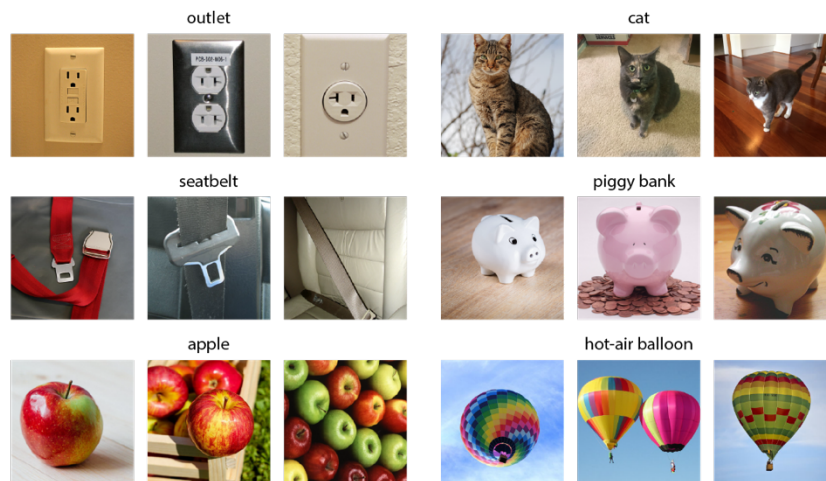 outlet
cat
seatbelt
piggy bank
apple
hot-air balloon